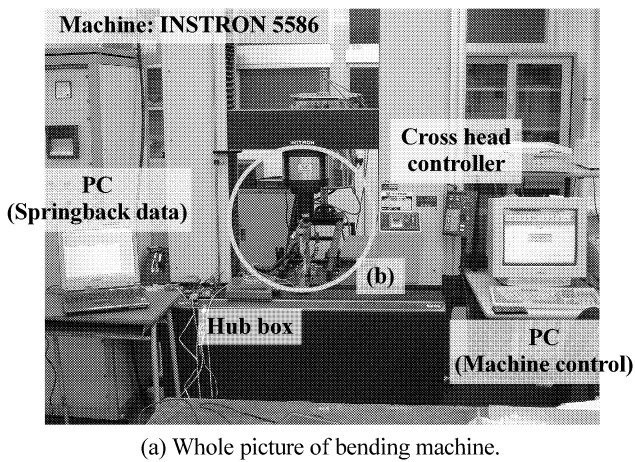 Machine: INSTRON 5586
INSTRON
Cross head
controller
PC
(Springback data)
(b)
Hub box
PC
(Machine control)
(a) Whole picture of bending machine.